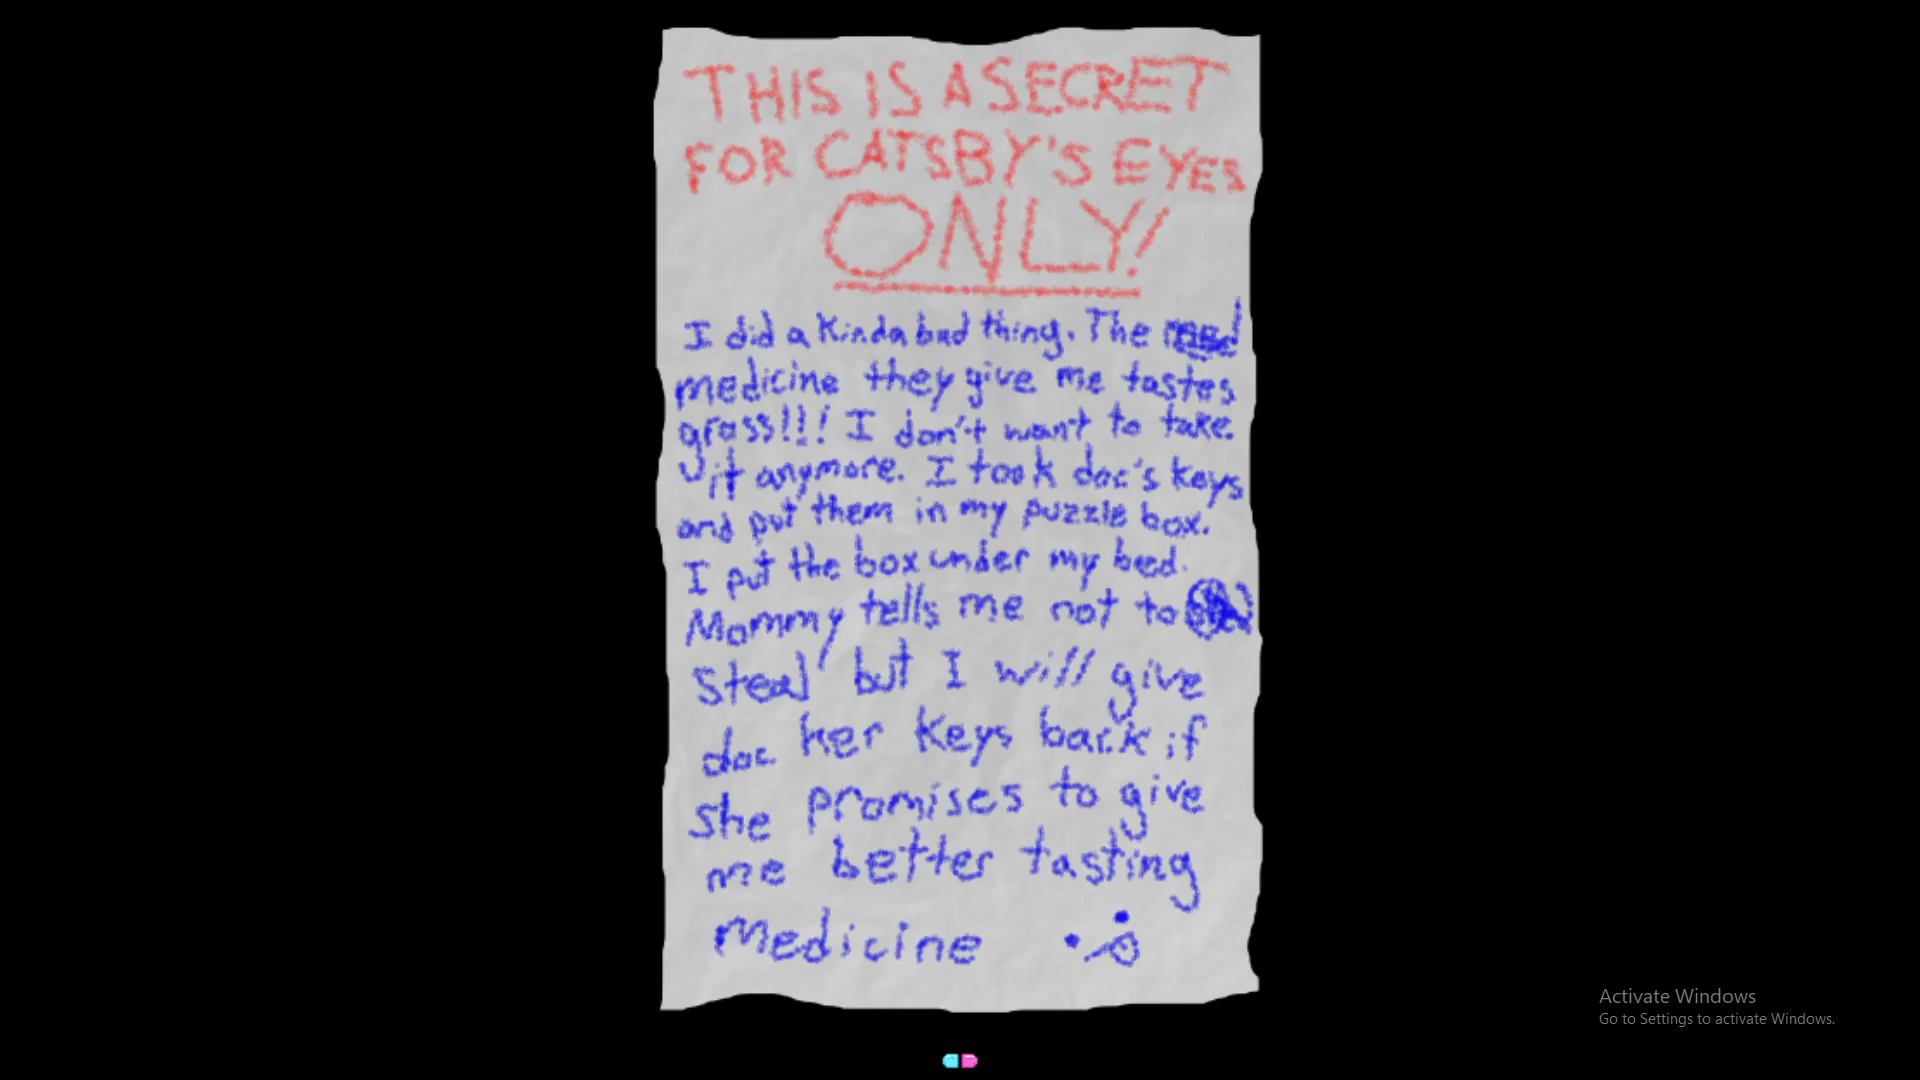 THIS IS A SECRET
FOR CATSBY'S EYES
ONLY!
I did a kinda bad thing. The
medicine they give me tastes
grass!!! I don't want to take
it anymore. I took doc's keys
and put them in my puzzle box.
I put the box under my bed.
Mommy tells me not to
steal but I will give
doc her keys back if
she promises to give
me better tasting
medicine
Activate Windows
Go to Settings to activate Windows.